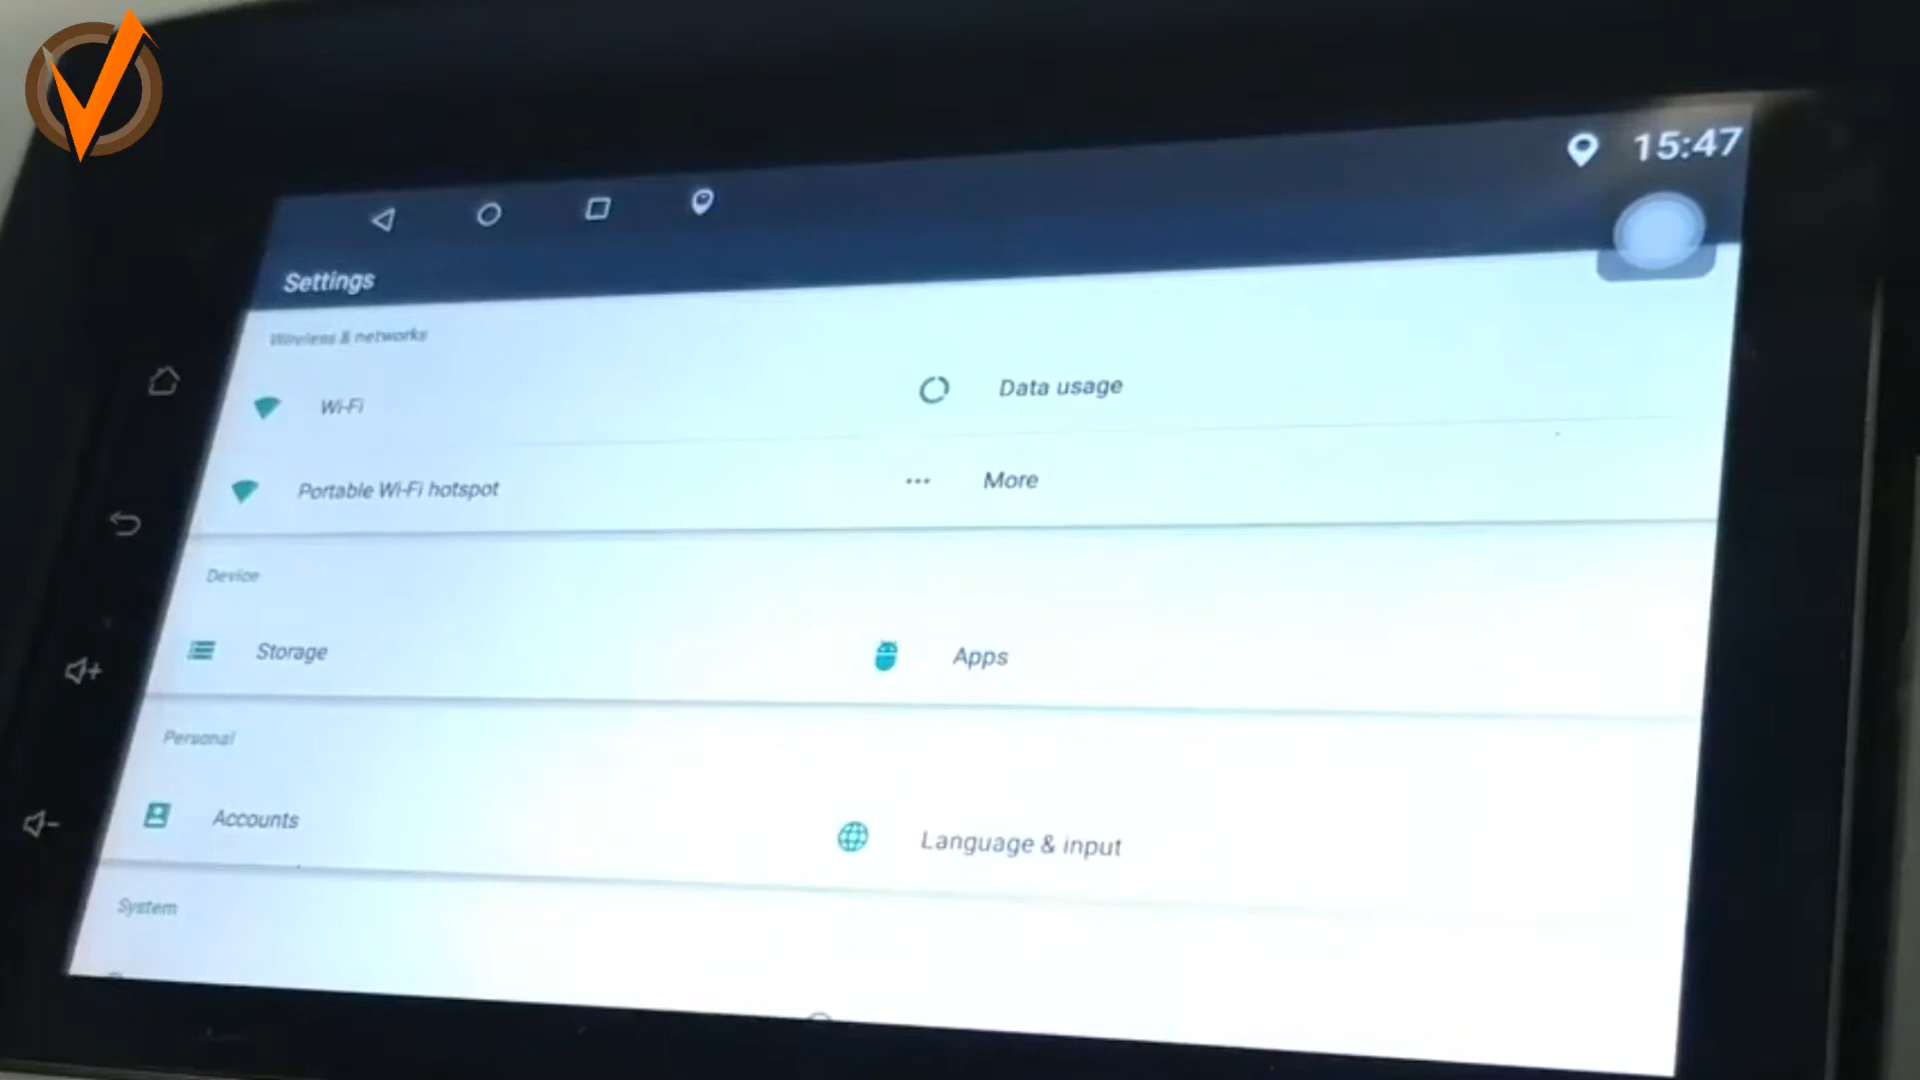 15:47
Settings
Wireless & networks
Wi-Fi
Data usage
Portable Wi-Fi hotspot
More
Device
Storage
Apps
Personal
Accounts
Language & input
System